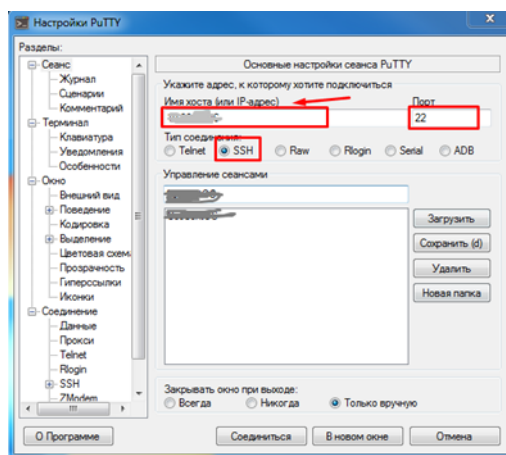 Настройки PuTTY
Разделы:
Сеанс
Журнал
Сценарии
Комментарий
Терминал
Клавиатура
Уведомления
Особенности
Окно
Внешний вид
Поведение
Кодировка
Выделение
Цветовая схем
Прозрачность
Гиперссылки
Иконки
Соединение
Данные
Прокси
Telnet
Rlogin
SSH
ZModem
Основные настройки сеанса PuTTY
Укажите адрес, к которому хотите подключиться
Имя хоста (или IP-адрес) Порт
22
Тип соединения:
Telnet SSH Raw Rlogin Serial ADB
Управление сеансами
Загрузить
Сохранить (d)
Удалить
Новая папка
Закрывать окно при выходе:
Всегда Никогда Только вручную
О Программе Соединиться В новом окне Отмена